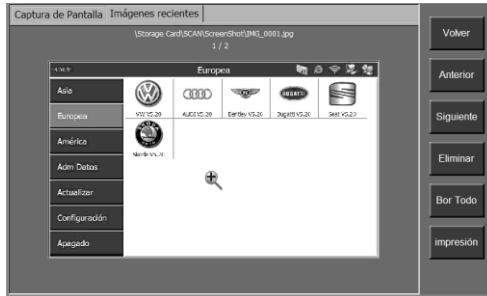 Captura de Pantalla
Imágenes recientes
\Storage Card\SCAN\ScreenShot\IMG_0001.jpg
1 / 2
Europea
Asia
Europea
América
Adm Datos
Actualizar
Configuración
Apagado
VW V5.20
AUDI V5.20
Bentley V5.20
Bugatti V5.20
Seat V5.20
Skoda V5.20
Volver
Anterior
Siguiente
Eliminar
Bor Todo
impresión